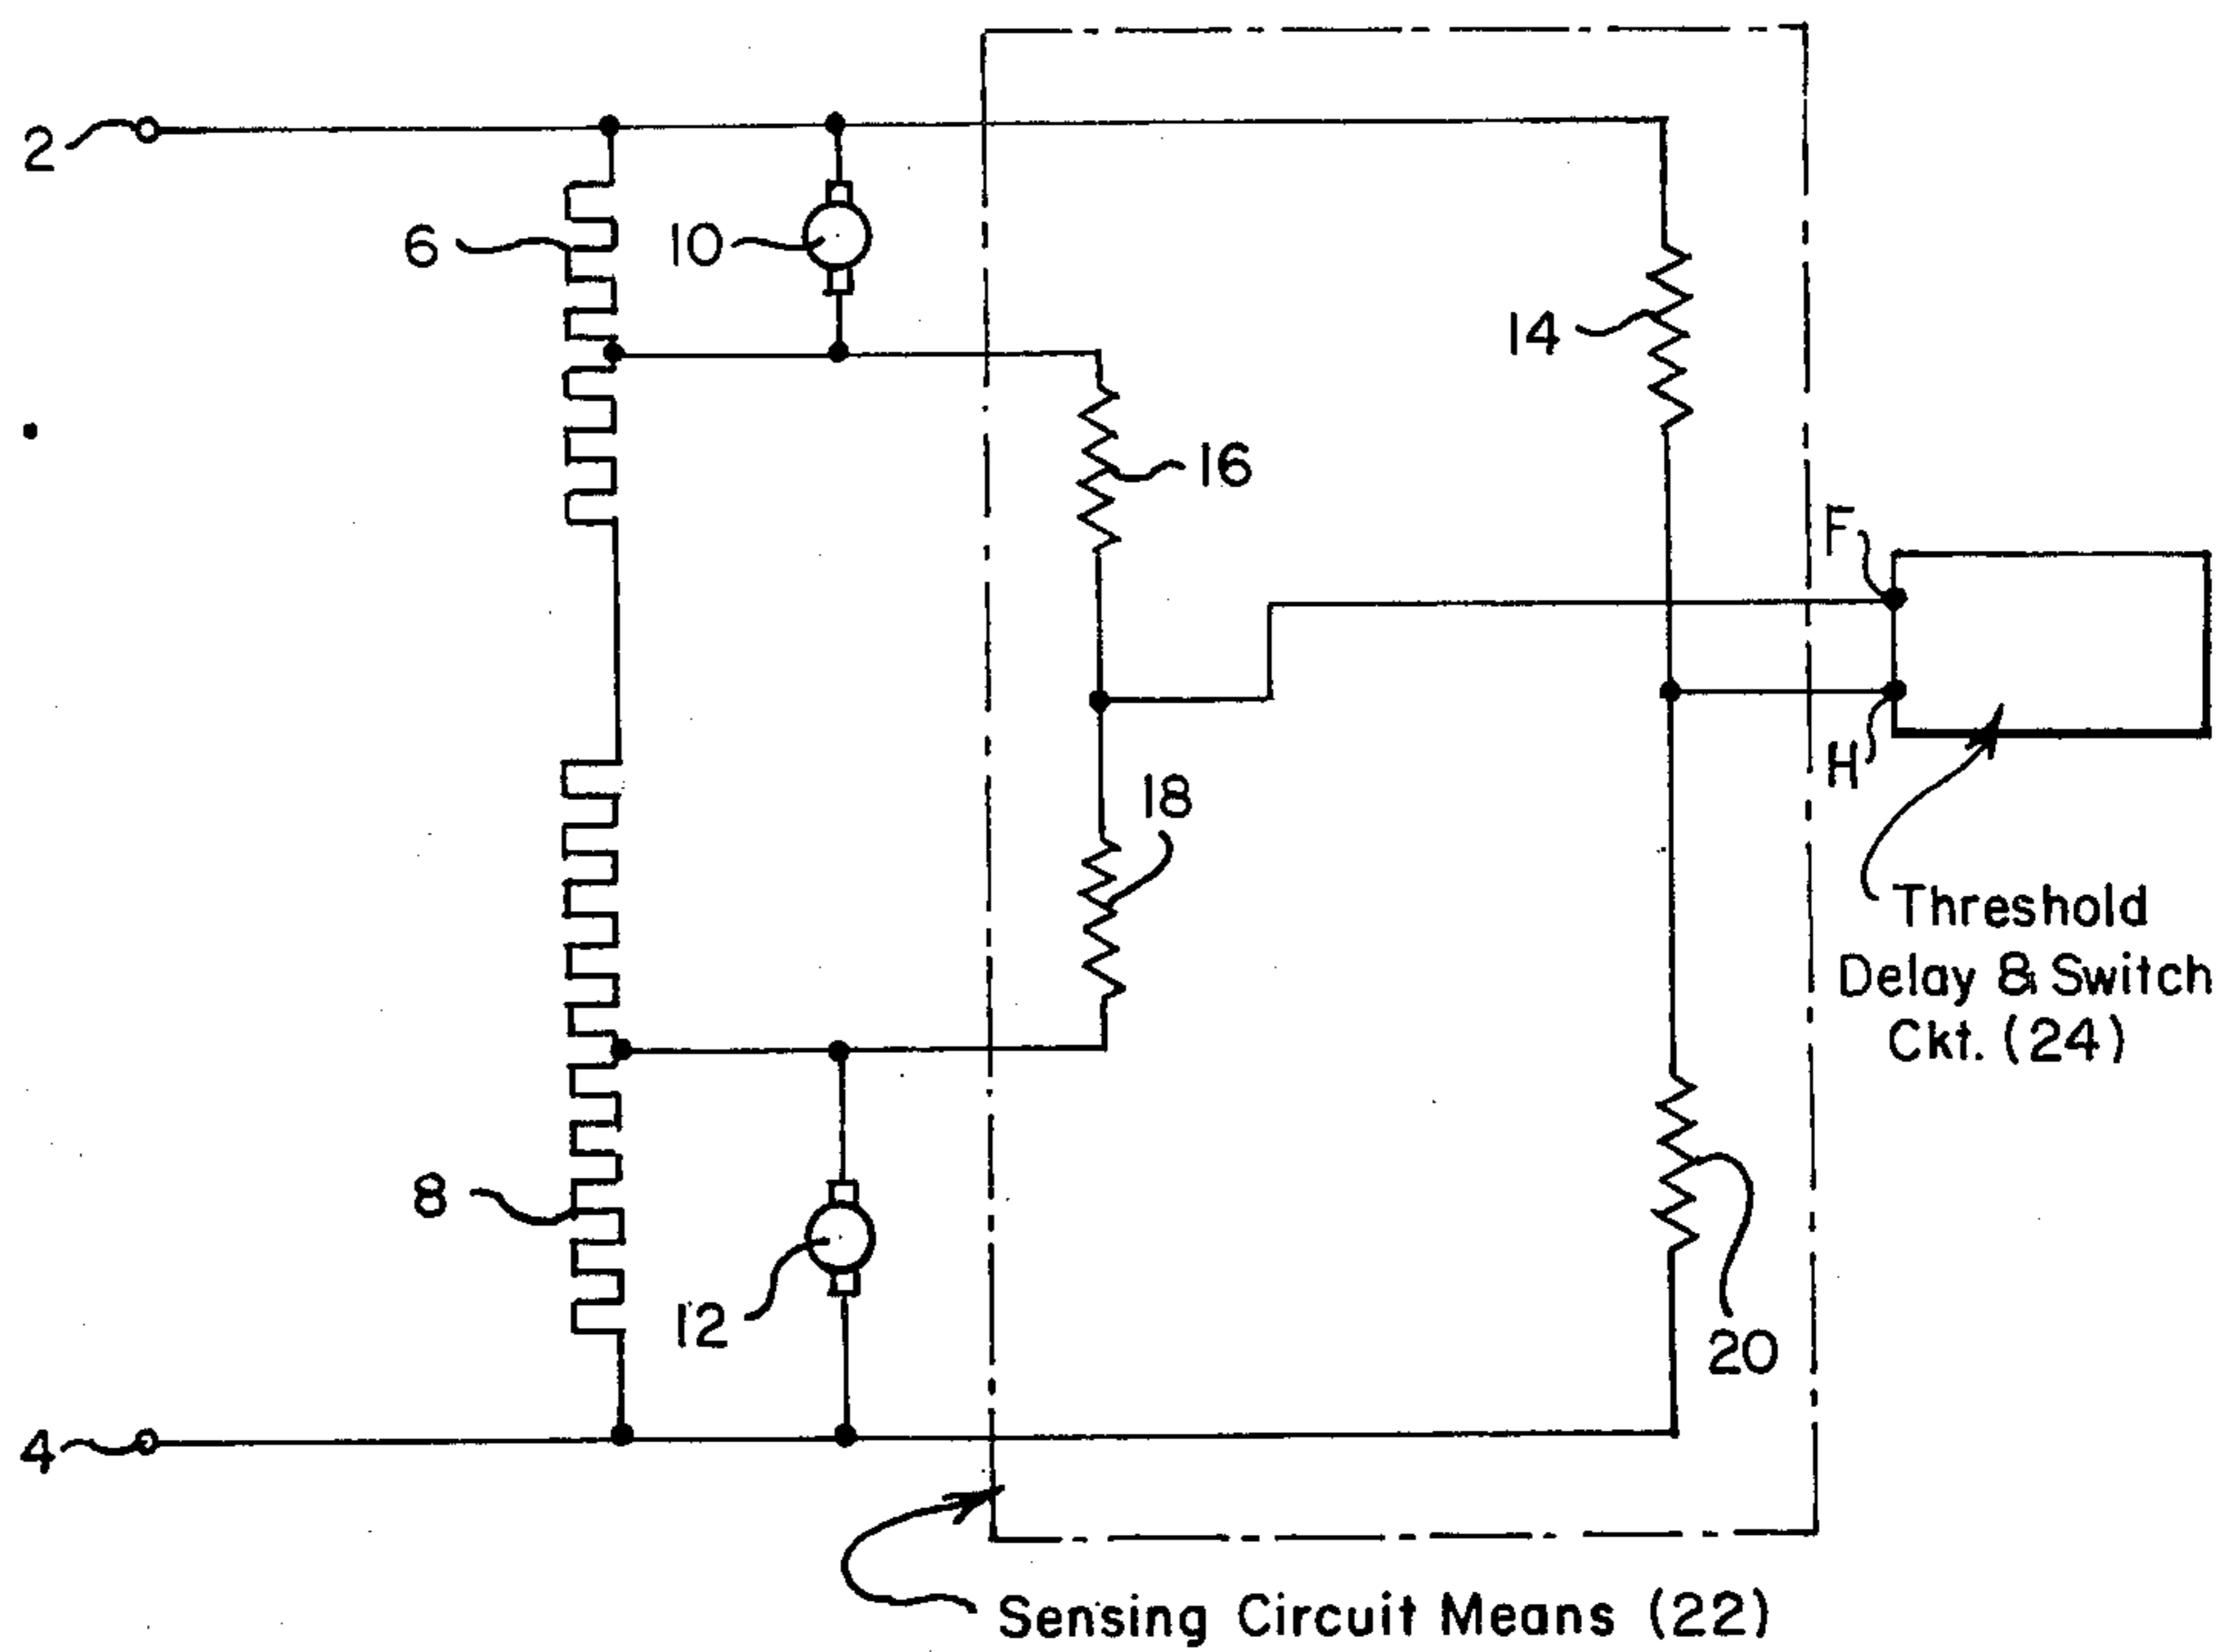 2
6
10
14
16
F
H
18
Threshold
Delay & Switch
Ckt. (24)
8
12
20
4
Sensing Circuit Means (22)